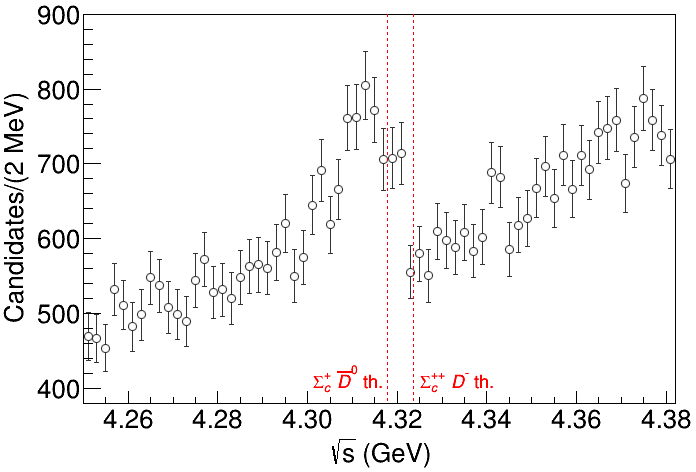 Candidates/(2 MeV)
900
800
700
600
500
400
Σc+ D̅0 th.
Σc++ D- th.
4.26 4.28 4.30 4.32 4.34 4.36 4.38
√s (GeV)